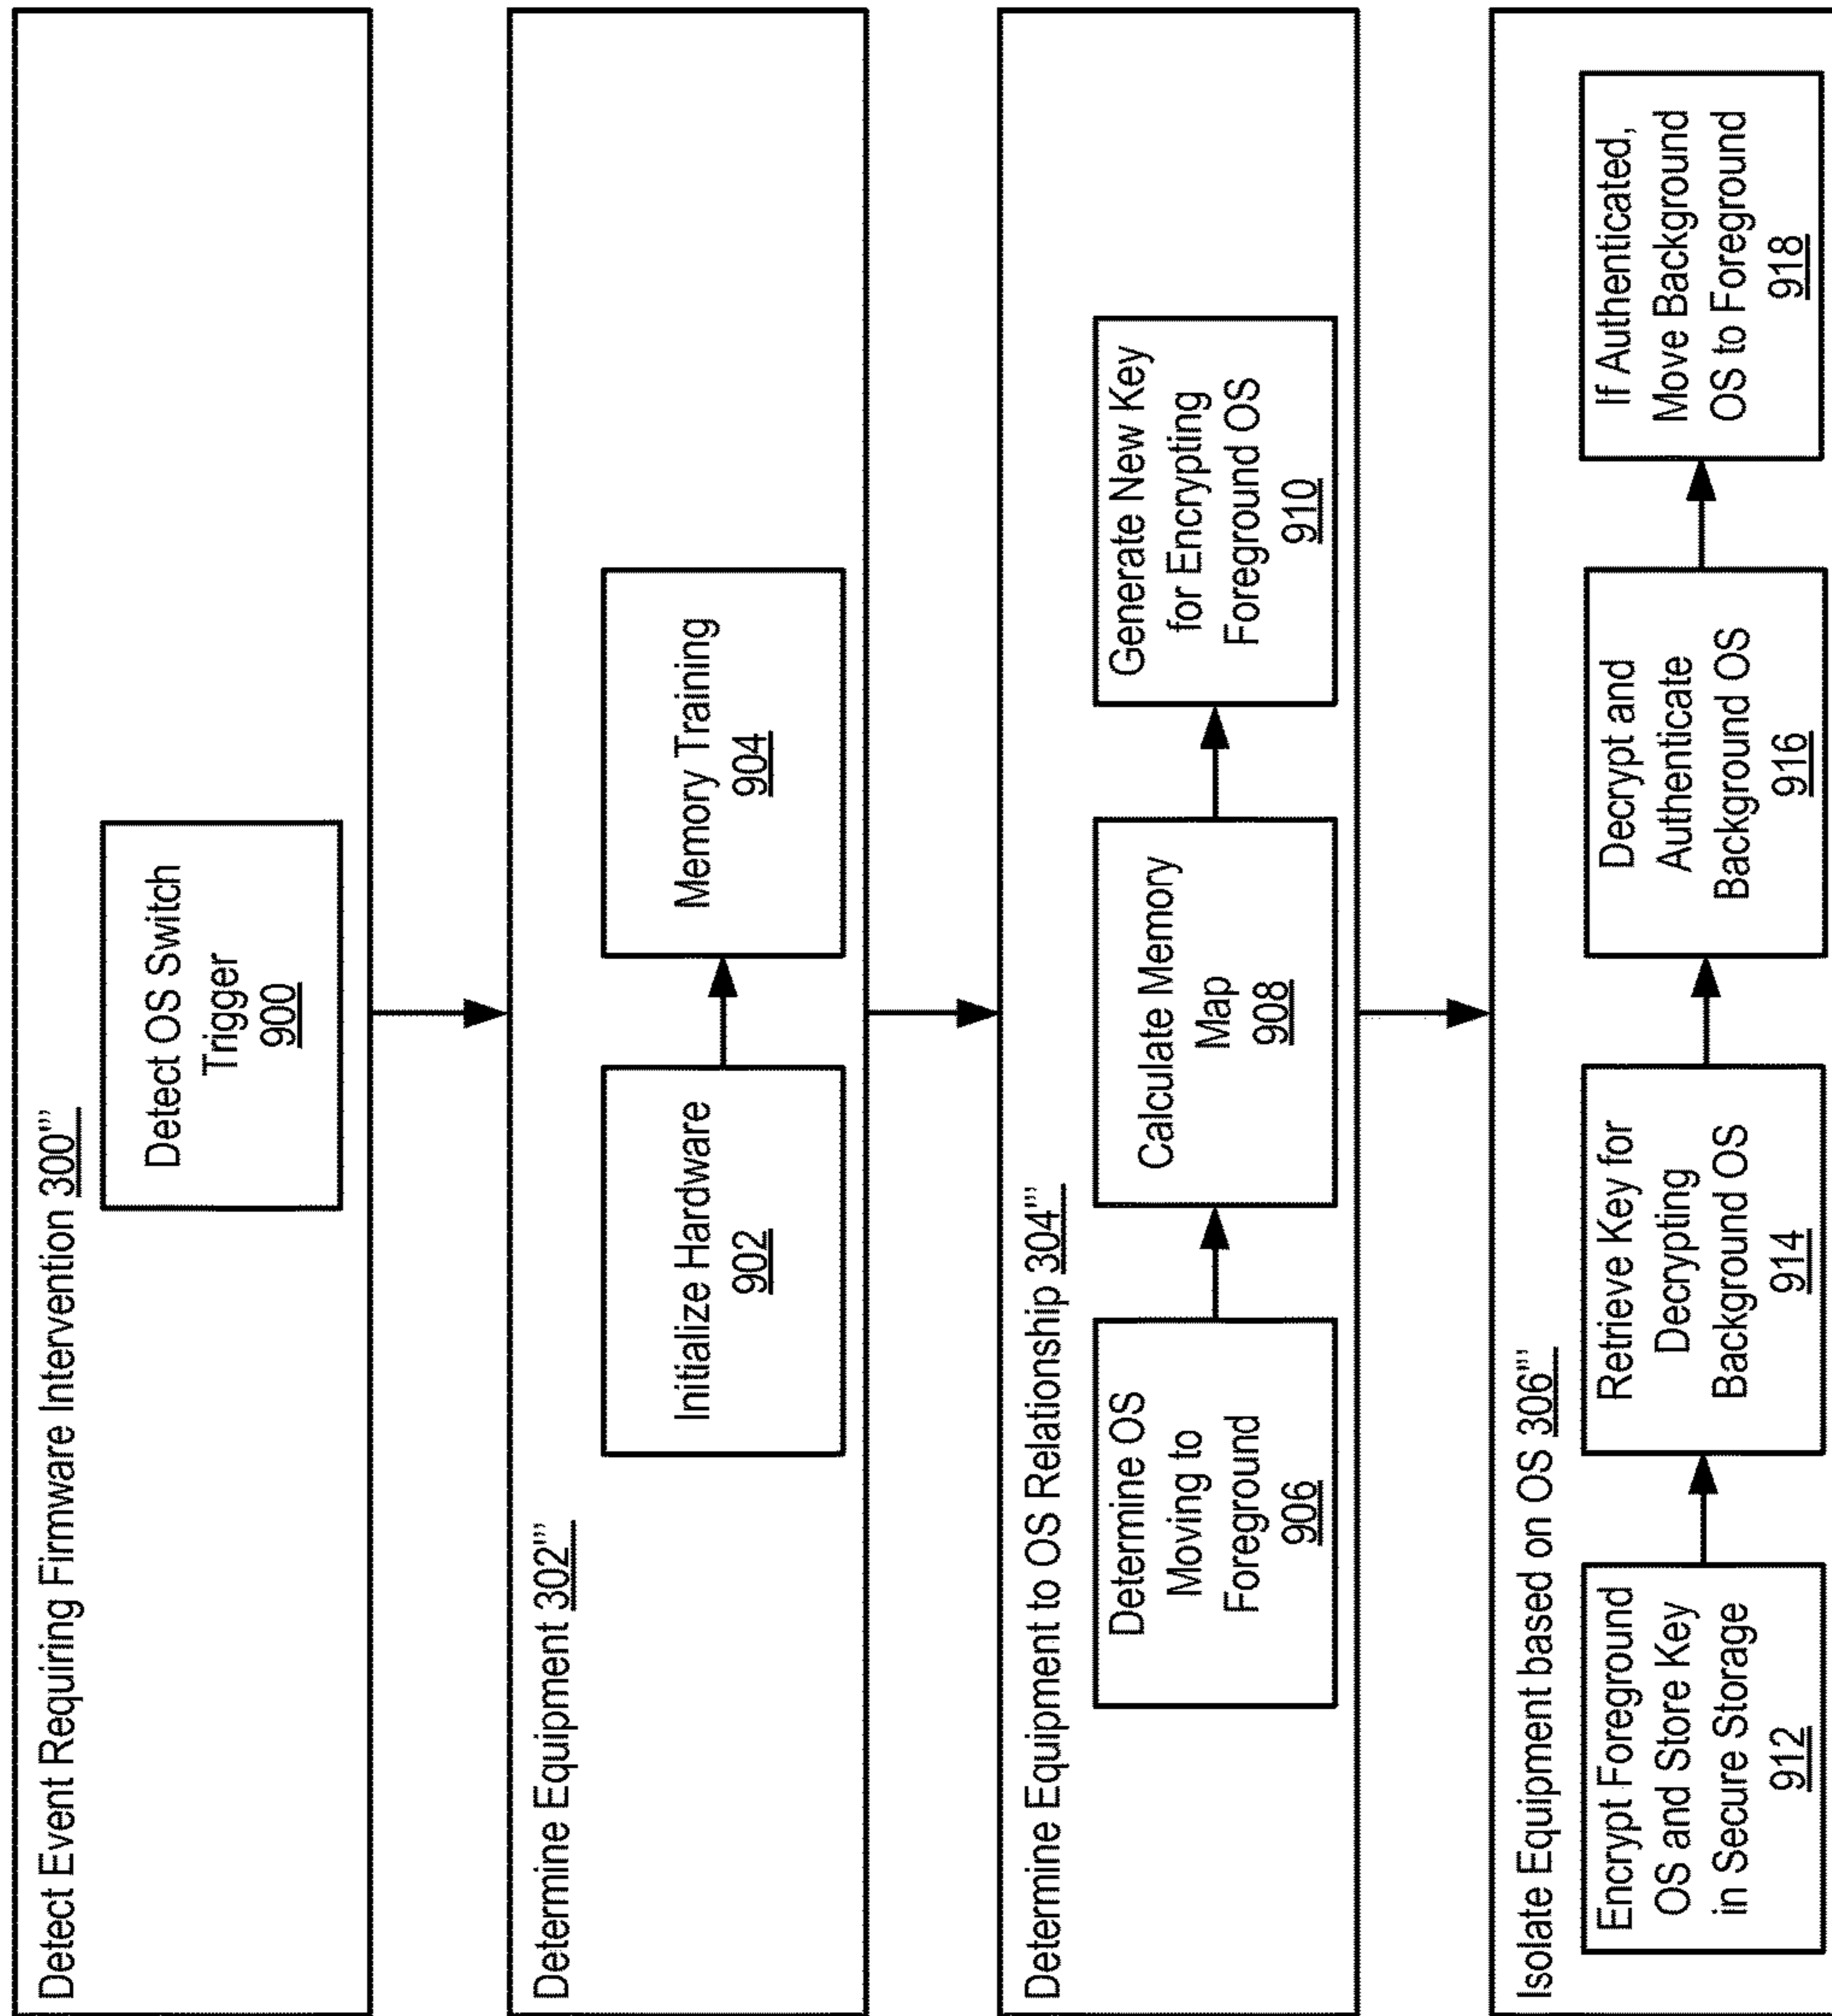 Detect Event Requiring Firmware Intervention 300'''
Detect OS Switch
Trigger
900
Determine Equipment 302'''
Initialize Hardware
902
Memory Training
904
Determine Equipment to OS Relationship 304'''
Determine OS
Moving to
Foreground
906
Calculate Memory
Map
908
Generate New Key
for Encrypting
Foreground OS
910
Isolate Equipment based on OS 306'''
Encrypt Foreground
OS and Store Key
in Secure Storage
912
Retrieve Key for
Decrypting
Background OS
914
Decrypt and
Authenticate
Background OS
916
If Authenticated,
Move Background
OS to Foreground
918